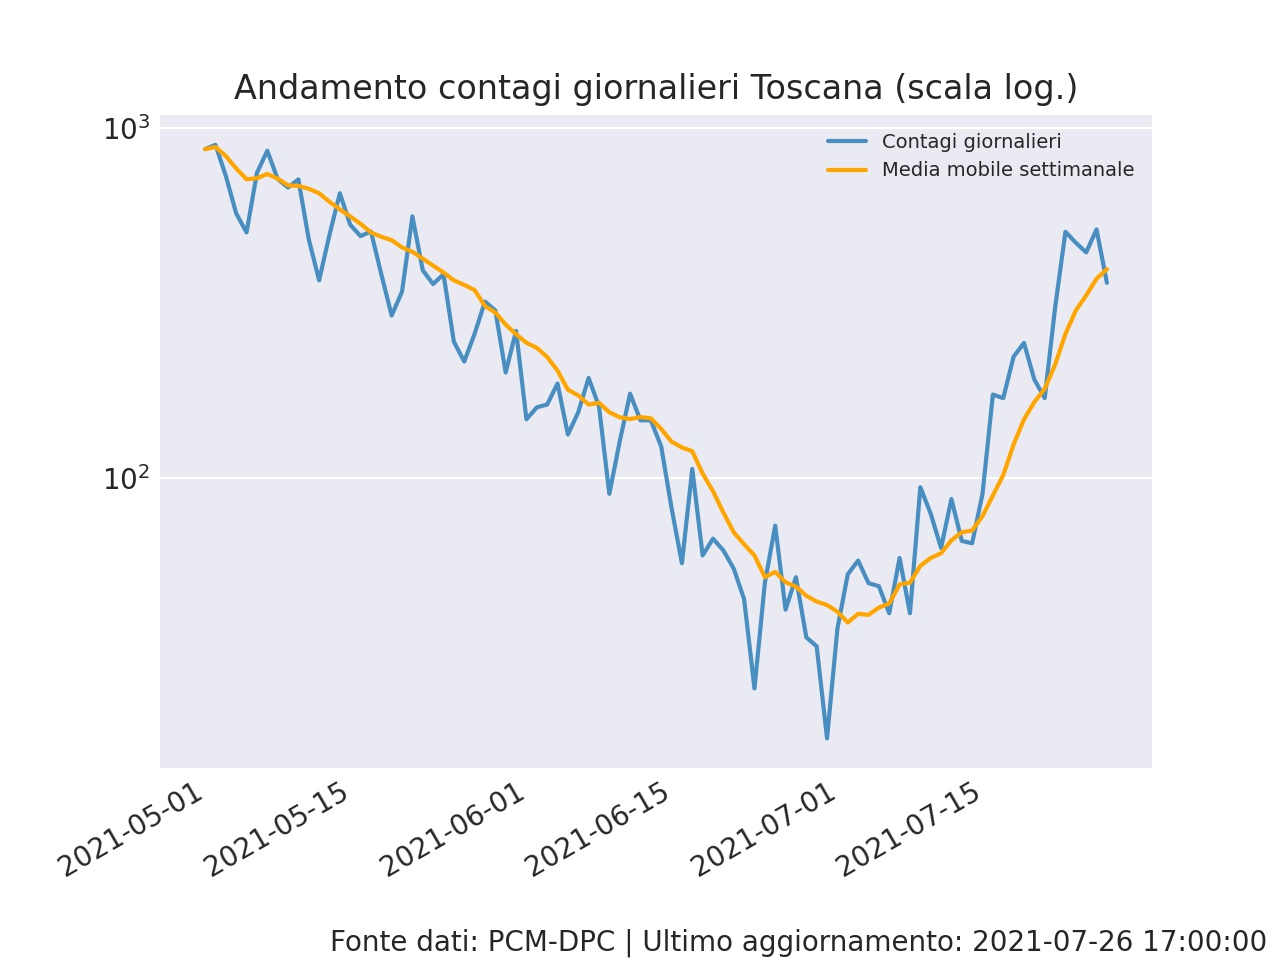 Andamento contagi giornalieri Toscana (scala log.)
10³
Contagi giornalieri
Media mobile settimanale
10²
2021-05-01
2021-05-15
2021-06-01
2021-06-15
2021-07-01
2021-07-15
Fonte dati: PCM-DPC | Ultimo aggiornamento: 2021-07-26 17:00:00